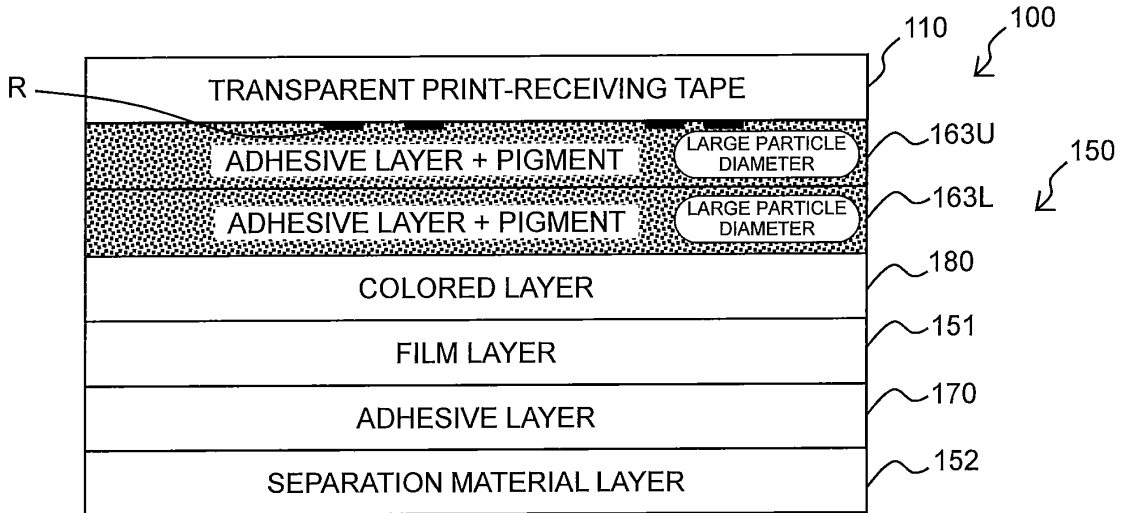 110
100
R
TRANSPARENT PRINT-RECEIVING TAPE
163U
ADHESIVE LAYER + PIGMENT
LARGE PARTICLE
DIAMETER
150
163L
ADHESIVE LAYER + PIGMENT
LARGE PARTICLE
DIAMETER
180
COLORED LAYER
151
FILM LAYER
170
ADHESIVE LAYER
152
SEPARATION MATERIAL LAYER